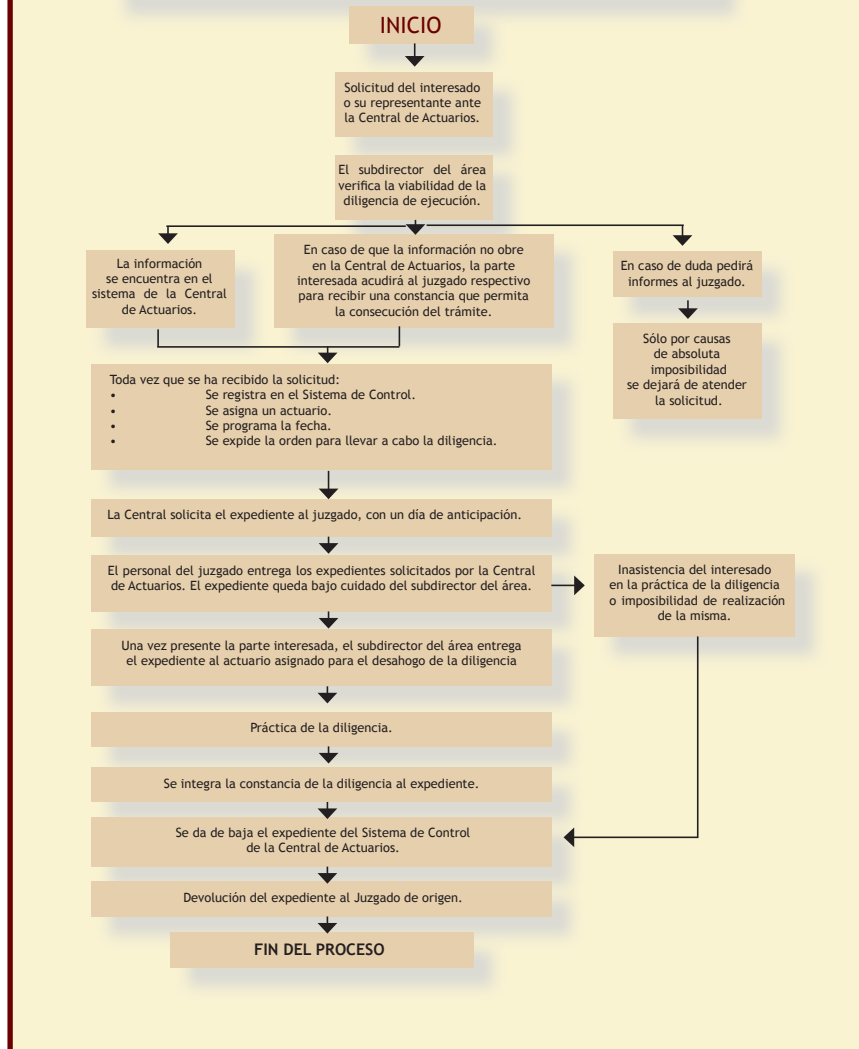 INICIO
Solicitud del interesado
o su representante ante
la Central de Actuarios.
El subdirector del área
verifica la viabilidad de la
diligencia de ejecución.
La información
se encuentra en el
sistema de la Central
de Actuarios.
En caso de que la información no obre
en la Central de Actuarios, la parte
interesada acudirá al juzgado respectivo
para recibir una constancia que permita
la consecución del trámite.
En caso de duda pedirá
informes al juzgado.
Sólo por causas
de absoluta
imposibilidad
se dejará de atender
la solicitud.
Toda vez que se ha recibido la solicitud:
• Se registra en el Sistema de Control.
• Se asigna un actuario.
• Se programa la fecha.
• Se expide la orden para llevar a cabo la diligencia.
La Central solicita el expediente al juzgado, con un día de anticipación.
El personal del juzgado entrega los expedientes solicitados por la Central
de Actuarios. El expediente queda bajo cuidado del subdirector del área.
Inasistencia del interesado
en la práctica de la diligencia
o imposibilidad de realización
de la misma.
Una vez presente la parte interesada, el subdirector del área entrega
el expediente al actuario asignado para el desahogo de la diligencia
Práctica de la diligencia.
Se integra la constancia de la diligencia al expediente.
Se da de baja el expediente del Sistema de Control
de la Central de Actuarios.
Devolución del expediente al Juzgado de origen.
FIN DEL PROCESO